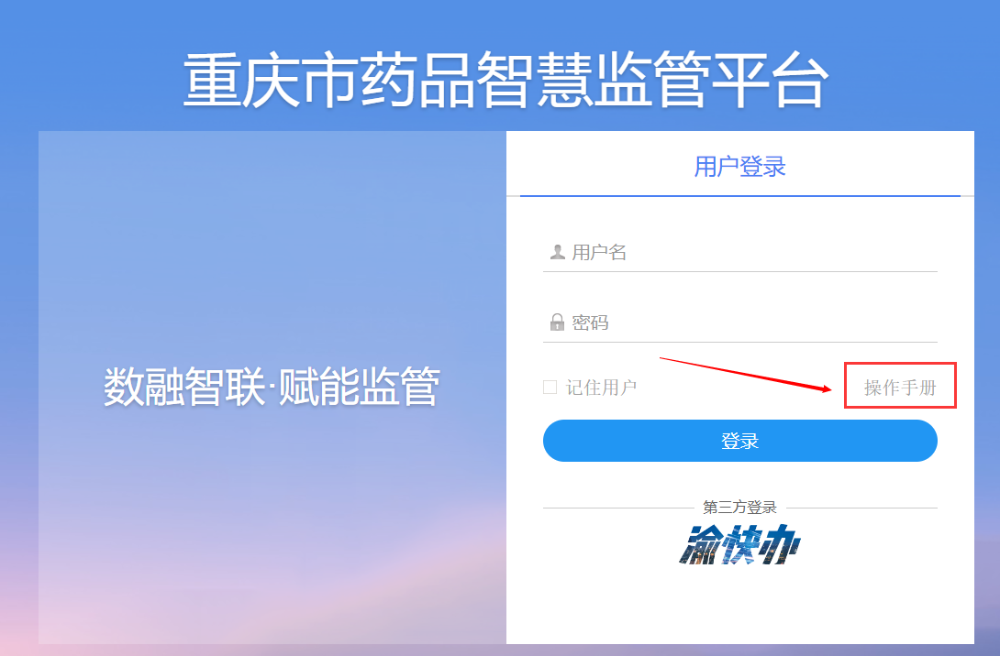 重庆市药品智慧监管平台
数融智联·赋能监管
用户登录
用户名
密码
记住用户
操作手册
登录
第三方登录
渝快办